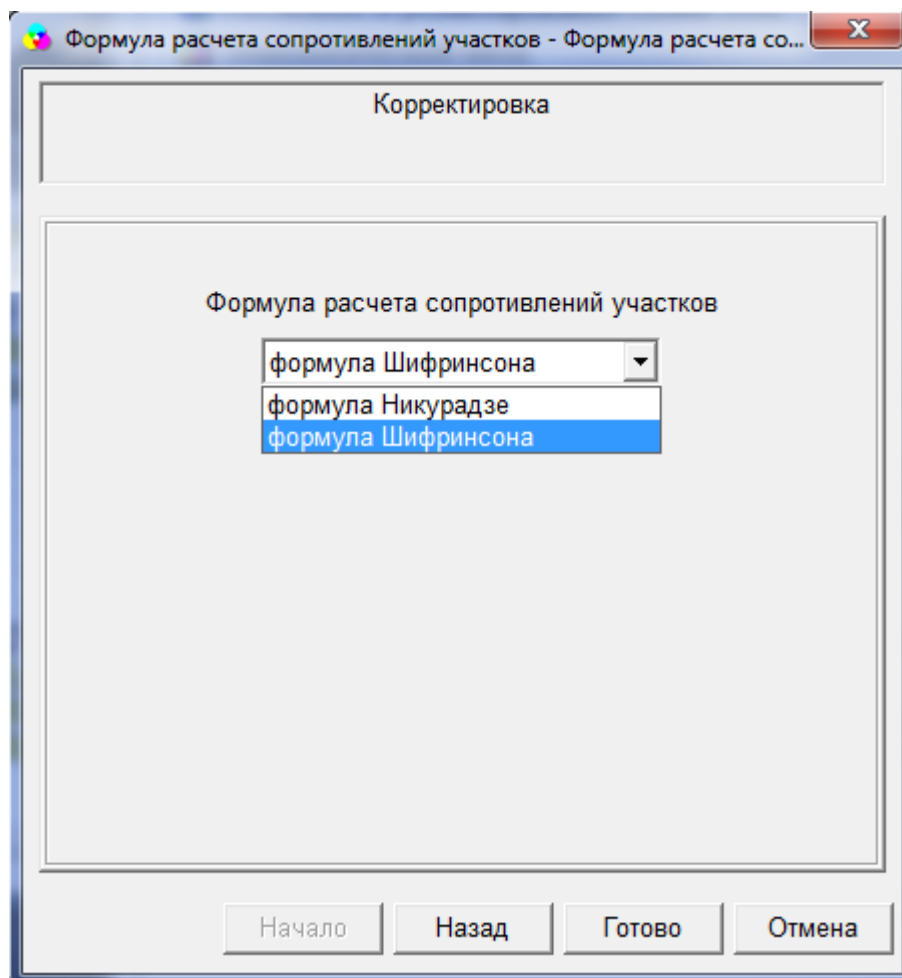 Формула расчета сопротивлений участков - Формула расчета со...
Корректировка
Формула расчета сопротивлений участков
формула Шифринсона
формула Никурадзе
формула Шифринсона
Начало Назад Готово Отмена